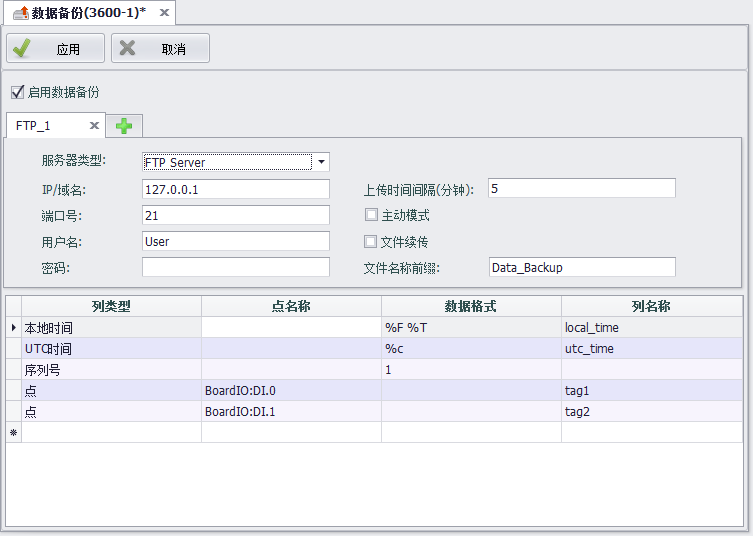 数据备份(3600-1)*
应用 取消
启用数据备份
FTP_1
服务器类型: FTP Server
IP/域名: 127.0.0.1 上传时间间隔(分钟): 5
端口号: 21 主动模式
用户名: User 文件续传
密码: 文件名称前缀: Data_Backup
列类型 点名称 数据格式 列名称
本地时间 %F %T local_time
UTC时间 %c utc_time
序列号 1
点 BoardIO:DI.0 tag1
点 BoardIO:DI.1 tag2